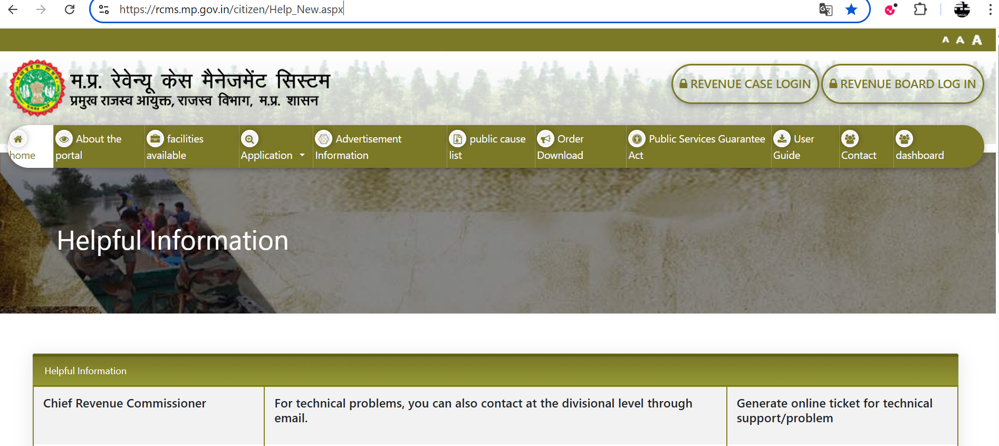 https://rcms.mp.gov.in/citizen/Help_New.aspx
A A A
म.प्र. रेवेन्यू केस मैनेजमेंट सिस्टम
प्रमुख राजस्व आयुक्त, राजस्व विभाग, म.प्र. शासन
REVENUE CASE LOGIN
REVENUE BOARD LOG IN
home
About the
portal
facilities
available
Application
Advertisement
Information
public cause
list
Order
Download
Public Services Guarantee
Act
User
Guide
Contact
dashboard
Helpful Information
Helpful Information
Chief Revenue Commissioner
For technical problems, you can also contact at the divisional level through
email.
Generate online ticket for technical
support/problem